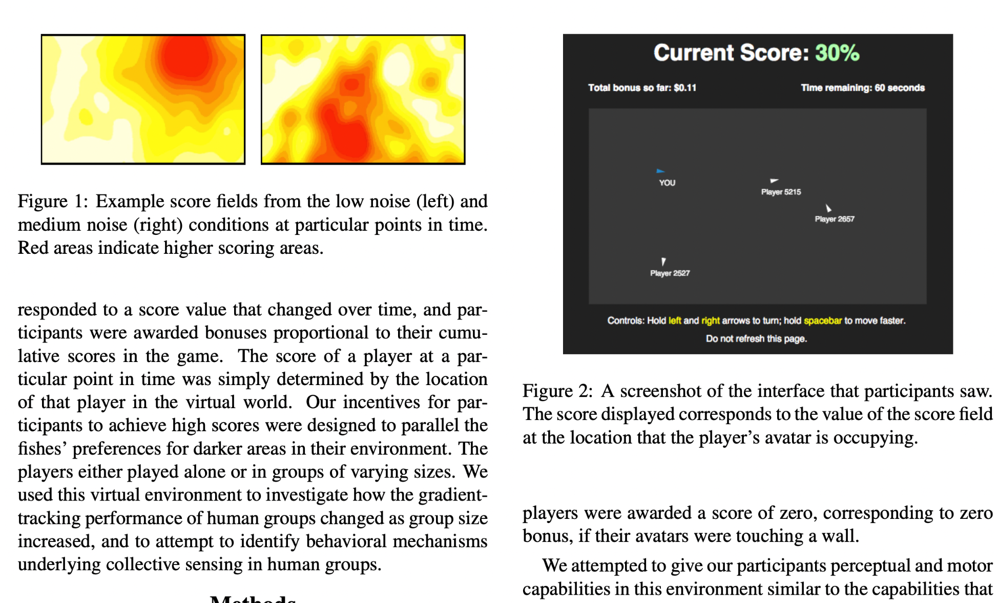 Figure 1: Example score fields from the low noise (left) and
medium noise (right) conditions at particular points in time.
Red areas indicate higher scoring areas.
responded to a score value that changed over time, and par-
ticipants were awarded bonuses proportional to their cumu-
lative scores in the game. The score of a player at a par-
ticular point in time was simply determined by the location
of that player in the virtual world. Our incentives for par-
ticipants to achieve high scores were designed to parallel the
fishes’ preferences for darker areas in their environment. The
players either played alone or in groups of varying sizes. We
used this virtual environment to investigate how the gradient-
tracking performance of human groups changed as group size
increased, and to attempt to identify behavioral mechanisms
underlying collective sensing in human groups.
Methods
Current Score: 30%
Total bonus so far: $0.11
Time remaining: 60 seconds
YOU
Player 5215
Player 2657
Player 2527
Controls: Hold left and right arrows to turn; hold spacebar to move faster.
Do not refresh this page.
Figure 2: A screenshot of the interface that participants saw.
The score displayed corresponds to the value of the score field
at the location that the player’s avatar is occupying.
players were awarded a score of zero, corresponding to zero
bonus, if their avatars were touching a wall.
We attempted to give our participants perceptual and motor
capabilities in this environment similar to the capabilities that